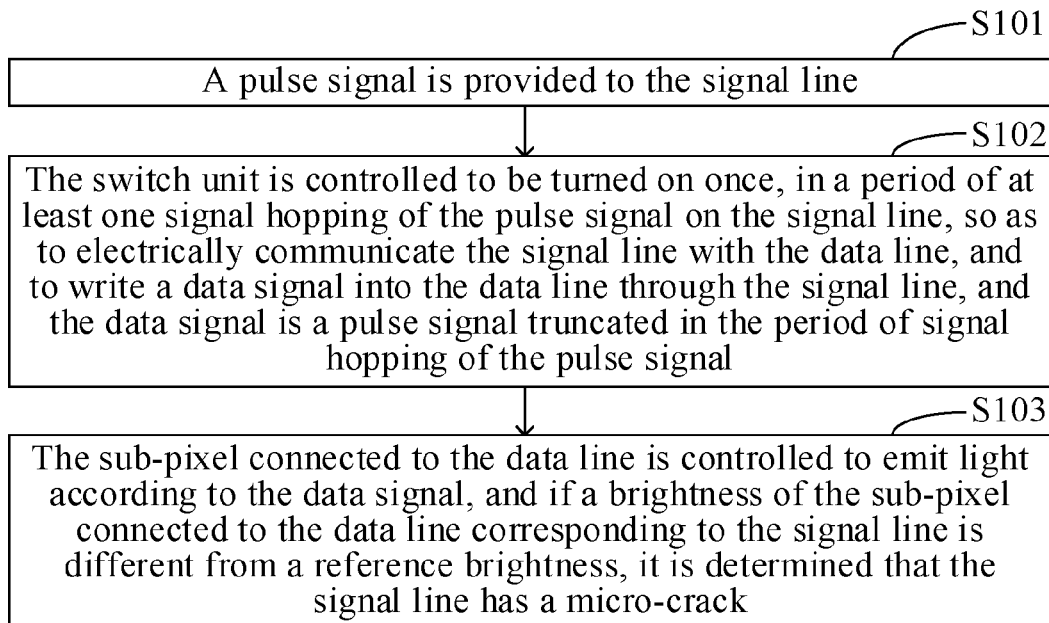 S101
A pulse signal is provided to the signal line
S102
The switch unit is controlled to be turned on once, in a period of at
least one signal hopping of the pulse signal on the signal line, so as
to electrically communicate the signal line with the data line, and
to write a data signal into the data line through the signal line, and
the data signal is a pulse signal truncated in the period of signal
hopping of the pulse signal
S103
The sub-pixel connected to the data line is controlled to emit light
according to the data signal, and if a brightness of the sub-pixel
connected to the data line corresponding to the signal line is
different from a reference brightness, it is determined that the
signal line has a micro-crack